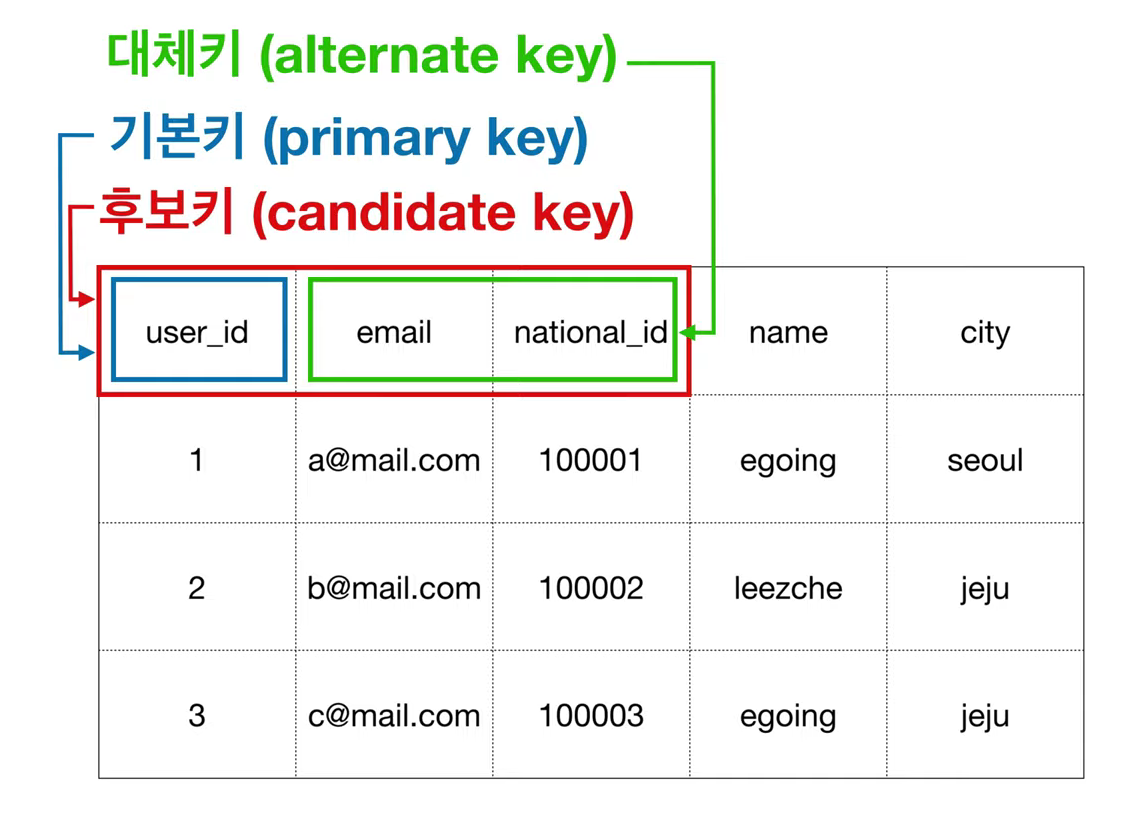 대체키 (alternate key)
기본키 (primary key)
후보키 (candidate key)
user_id email national_id name city
1 a@mail.com 100001 egoing seoul
2 b@mail.com 100002 leezche jeju
3 c@mail.com 100003 egoing jeju